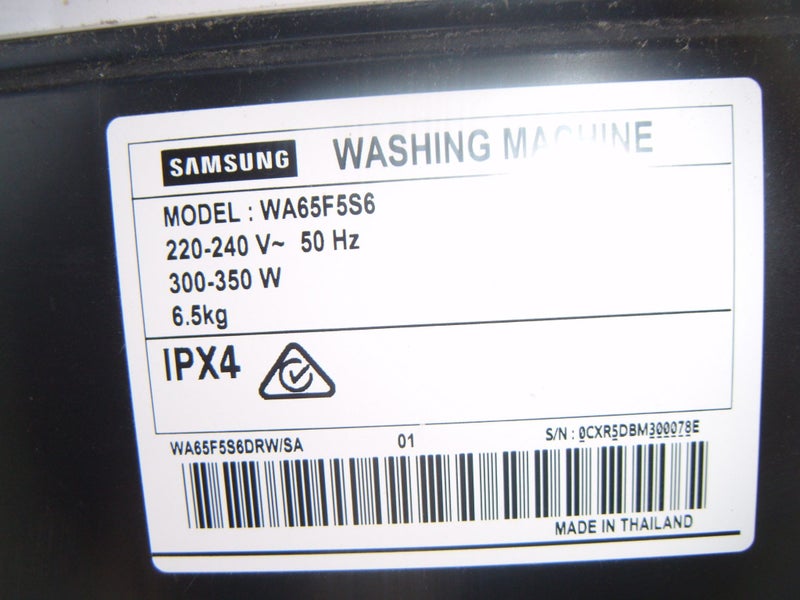 SAMSUNG WASHING MACHINE
MODEL : WA65F5S6
220-240 V~ 50 Hz
300-350 W
6.5kg
IPX4
WA65F5S6DRW/SA 01 S/N : 0CXR5DBM300078E
MADE IN THAILAND